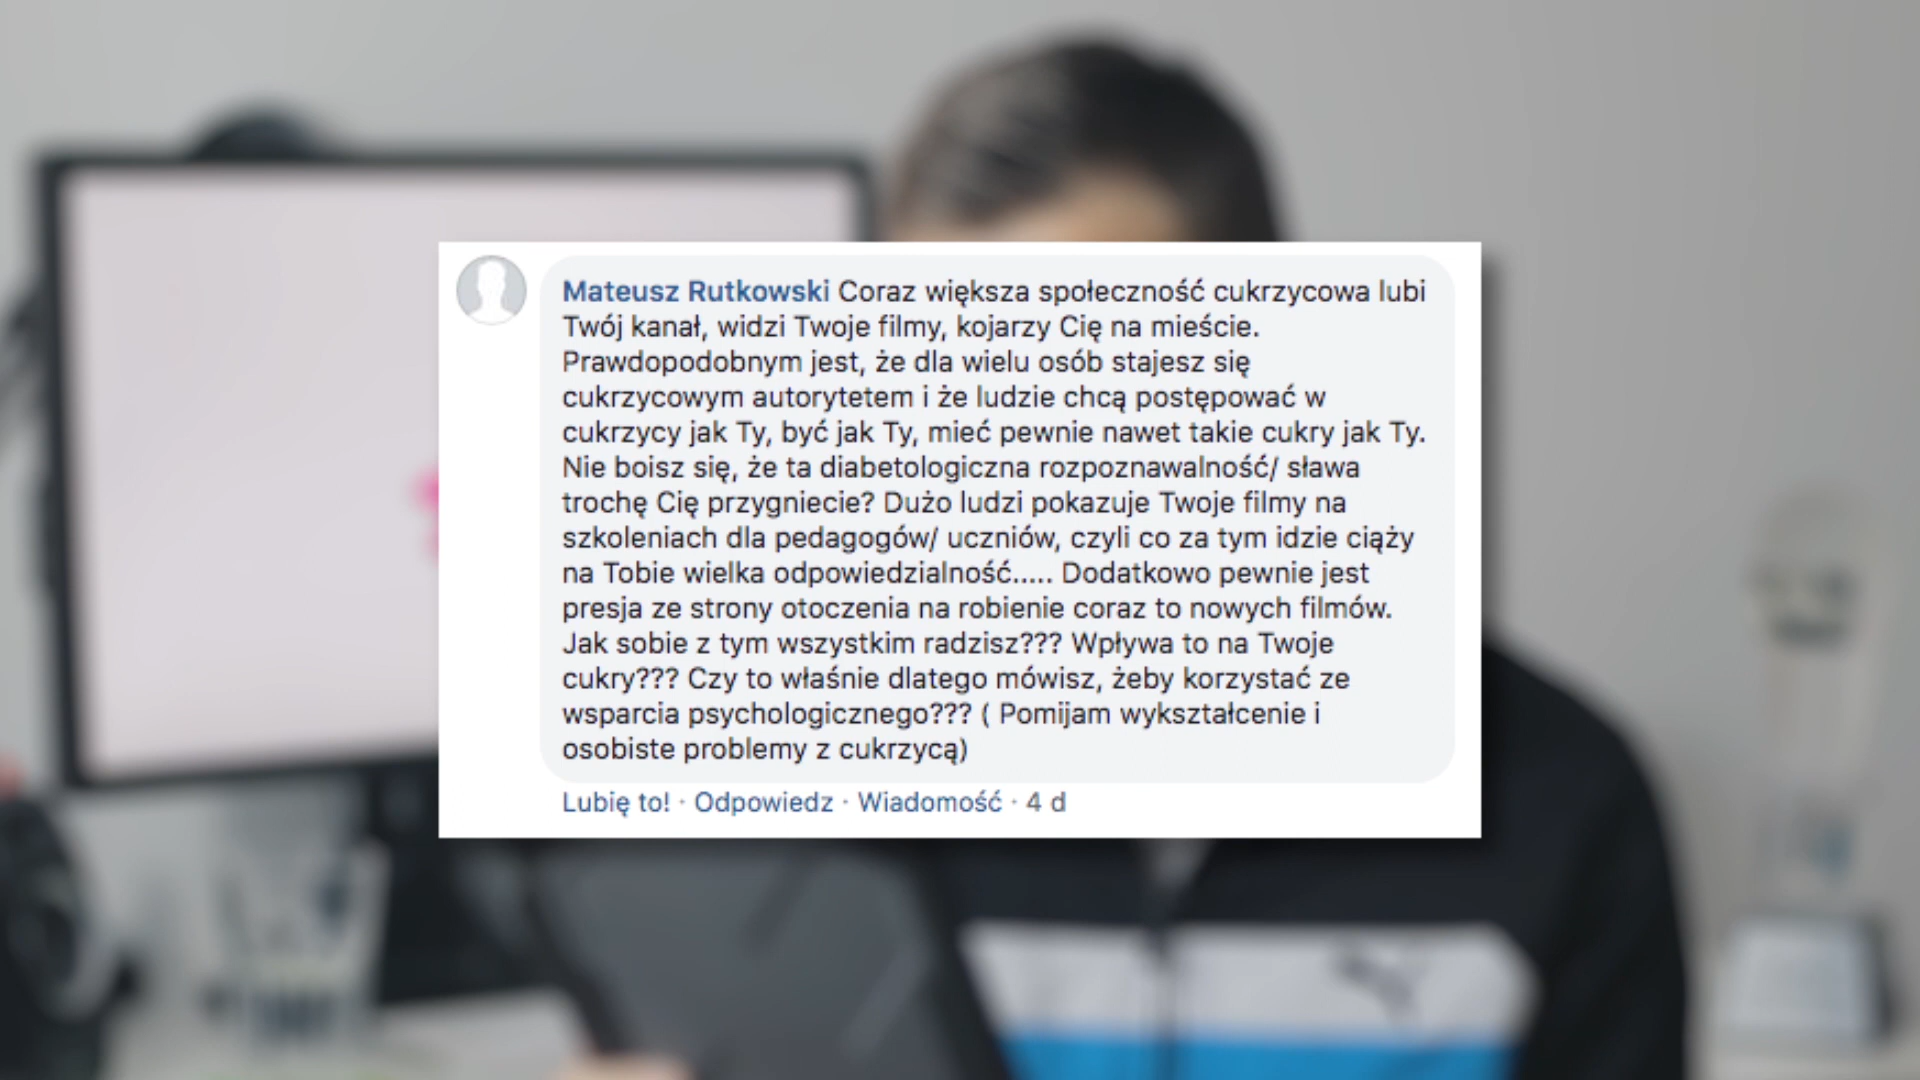 Mateusz Rutkowski Coraz większa społeczność cukrzycowa lubi
Twój kanał, widzi Twoje filmy, kojarzy Cię na mieście.
Prawdopodobnym jest, że dla wielu osób stajesz się
cukrzycowym autorytetem i że ludzie chcą postępować w
cukrzycy jak Ty, być jak Ty, mieć pewnie nawet takie cukry jak Ty.
Nie boisz się, że ta diabetologiczna rozpoznawalność/ sława
trochę Cię przygniecie? Dużo ludzi pokazuje Twoje filmy na
szkoleniach dla pedagogów/ uczniów, czyli co za tym idzie ciąży
na Tobie wielka odpowiedzialność..... Dodatkowo pewnie jest
presja ze strony otoczenia na robienie coraz to nowych filmów.
Jak sobie z tym wszystkim radzisz??? Wpływa to na Twoje
cukry??? Czy to właśnie dlatego mówisz, żeby korzystać ze
wsparcia psychologicznego??? ( Pomijam wykształcenie i
osobiste problemy z cukrzycą)
Lubię to! · Odpowiedz · Wiadomość · 4 d